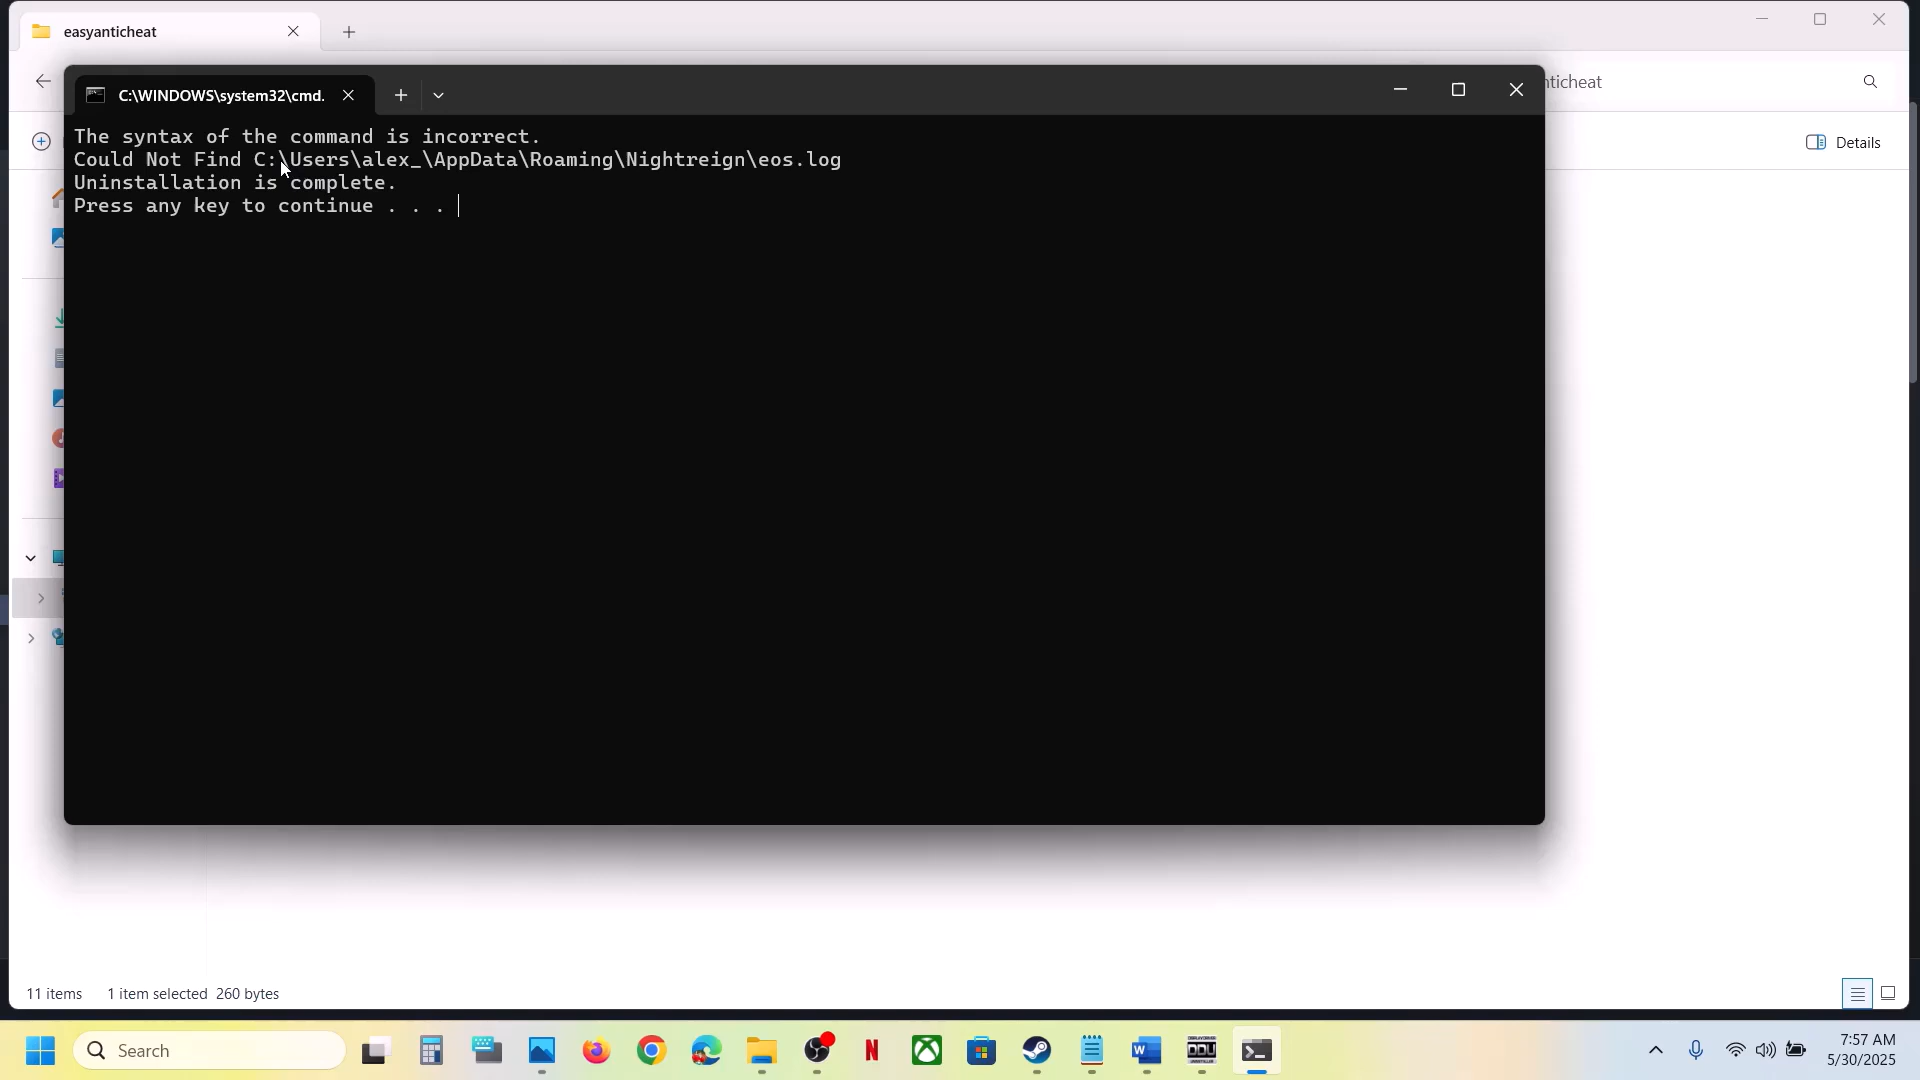 easyanticheat
nticheat
C:\WINDOWS\system32\cmd.
Details
The syntax of the command is incorrect.
Could Not Find C:\Users\alex_\AppData\Roaming\Nightreign\eos.log
Uninstallation is complete.
Press any key to continue . . .
11 items 1 item selected 260 bytes
Search
N
DDU
W
7:57 AM
5/30/2025